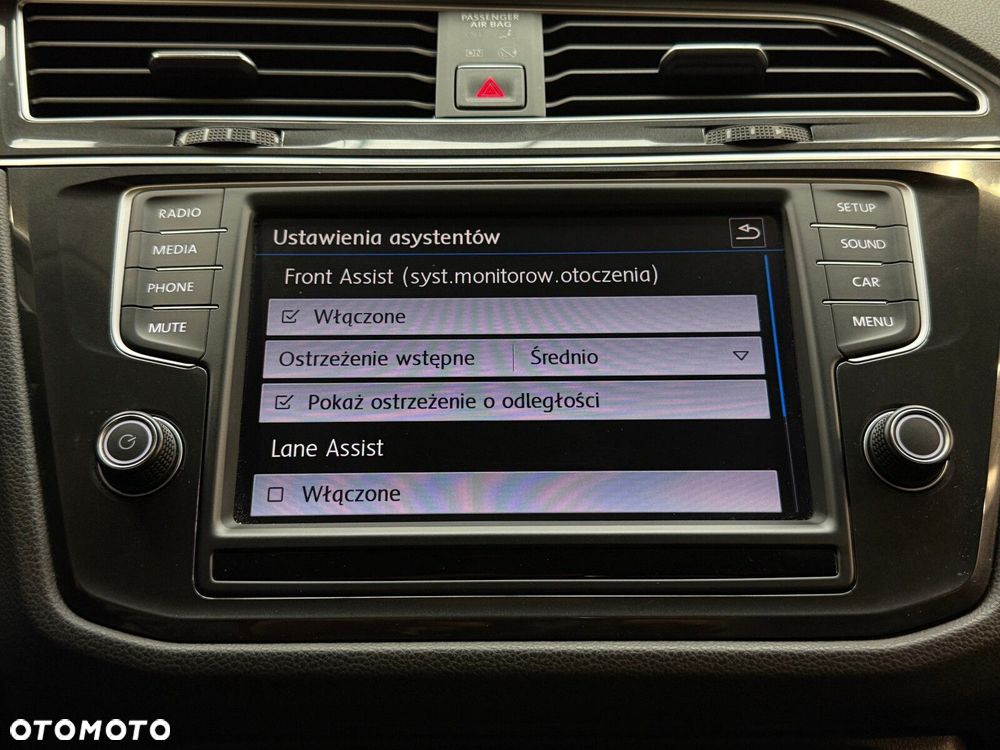 PASSENGER
AIR BAG
ON
RADIO
MEDIA
PHONE
MUTE
Ustawienia asystentów
Front Assist (syst.monitorow.otoczenia)
Włączone
Ostrzeżenie wstępne Średnio
Pokaż ostrzeżenie o odległości
Lane Assist
Włączone
SETUP
SOUND
CAR
MENU
OTOMOTO